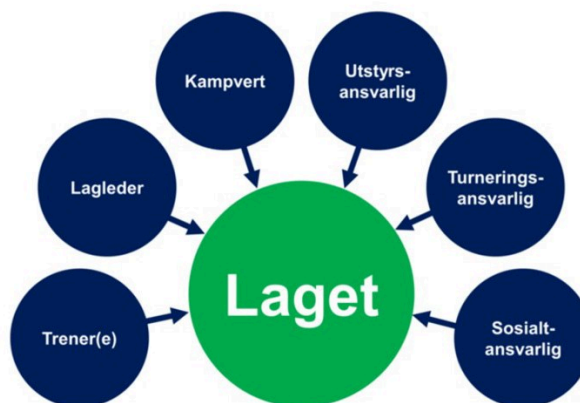 Kampvert
Utstyrs-
ansvarlig
Lagleder
Turnerings-
ansvarlig
Laget
Trener(e)
Sosialt-
ansvarlig